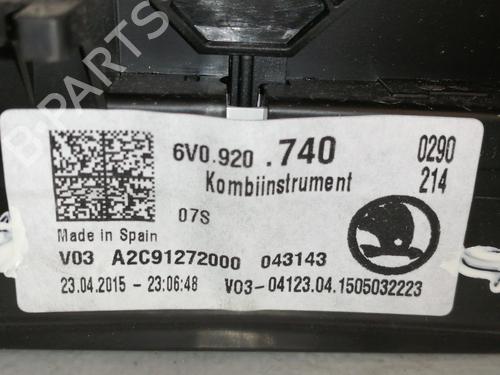 6V0.920 .740 0290
Kombiinstrument 214
07S
Made in Spain
V03 A2C91272000 043143
23.04.2015 - 23:06:48 V03-04123.04.1505032223
B-PARTS